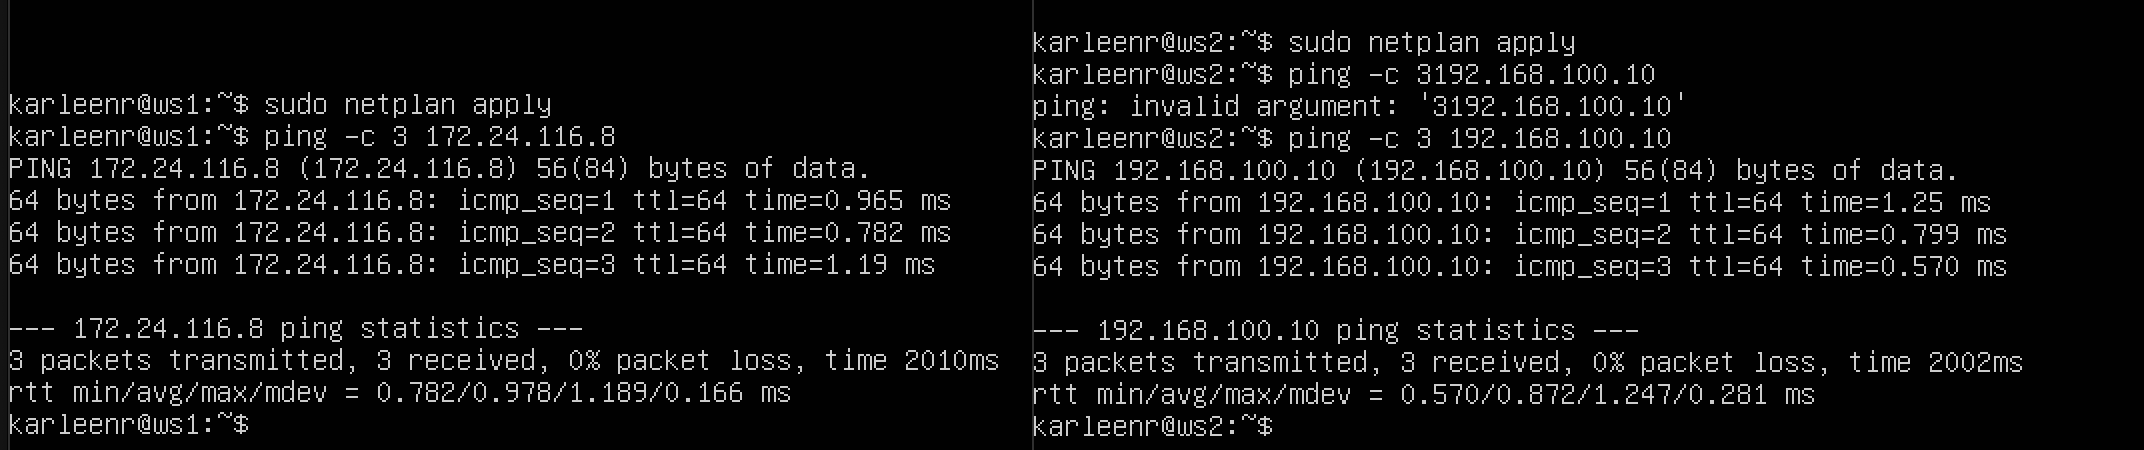 karleenr@ws1:~$ sudo netplan apply
karleenr@ws1:~$ ping -c 3 172.24.116.8
PING 172.24.116.8 (172.24.116.8) 56(84) bytes of data.
64 bytes from 172.24.116.8: icmp_seq=1 ttl=64 time=0.965 ms
64 bytes from 172.24.116.8: icmp_seq=2 ttl=64 time=0.782 ms
64 bytes from 172.24.116.8: icmp_seq=3 ttl=64 time=1.19 ms
--- 172.24.116.8 ping statistics ---
3 packets transmitted, 3 received, 0% packet loss, time 2010ms
rtt min/avg/max/mdev = 0.782/0.978/1.189/0.166 ms
karleenr@ws1:~$
karleenr@ws2:~$ sudo netplan apply
karleenr@ws2:~$ ping -c 3192.168.100.10
ping: invalid argument: '3192.168.100.10'
karleenr@ws2:~$ ping -c 3 192.168.100.10
PING 192.168.100.10 (192.168.100.10) 56(84) bytes of data.
64 bytes from 192.168.100.10: icmp_seq=1 ttl=64 time=1.25 ms
64 bytes from 192.168.100.10: icmp_seq=2 ttl=64 time=0.799 ms
64 bytes from 192.168.100.10: icmp_seq=3 ttl=64 time=0.570 ms
--- 192.168.100.10 ping statistics ---
3 packets transmitted, 3 received, 0% packet loss, time 2002ms
rtt min/avg/max/mdev = 0.570/0.872/1.247/0.281 ms
karleenr@ws2:~$